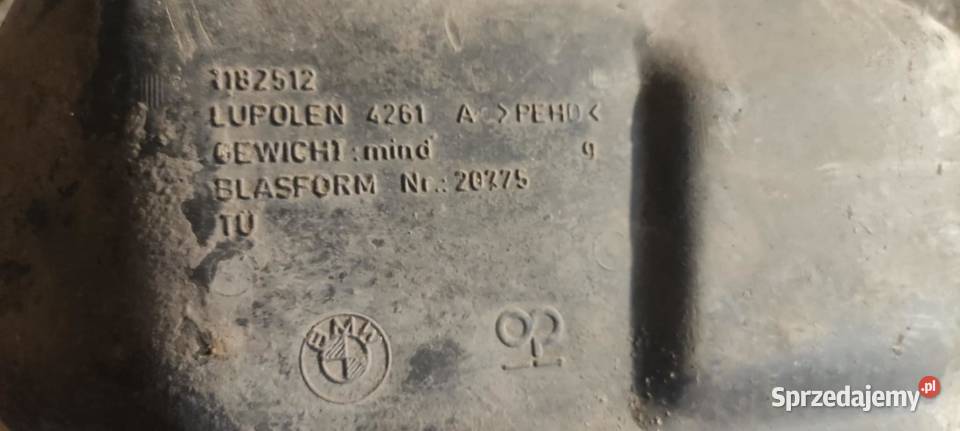 1182512
LUPOLEN 4261 A >PEHD<
GEWICHT:mind g
BLASFORM Nr.: 20775
TÜ
BMW
Sprzedajemy.pl